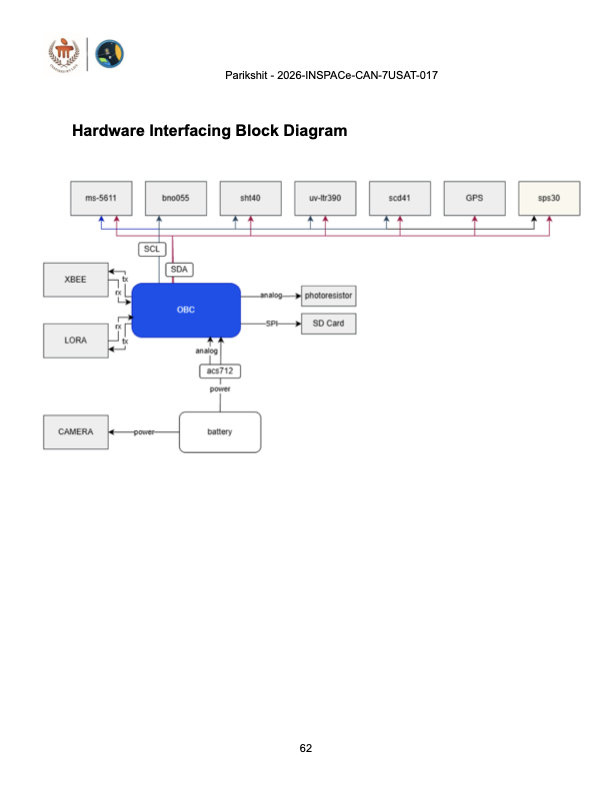 Parikshit - 2026-INSPACe-CAN-7USAT-017
Hardware Interfacing Block Diagram
ms-5611 bno055 sht40 uv-ltr390 scd41 GPS sps30
SCL
SDA
XBEE
tx
rx
OBC
analog
photoresistor
LORA
rx
tx
SPI
SD Card
analog
acs712
power
CAMERA
power
battery
62